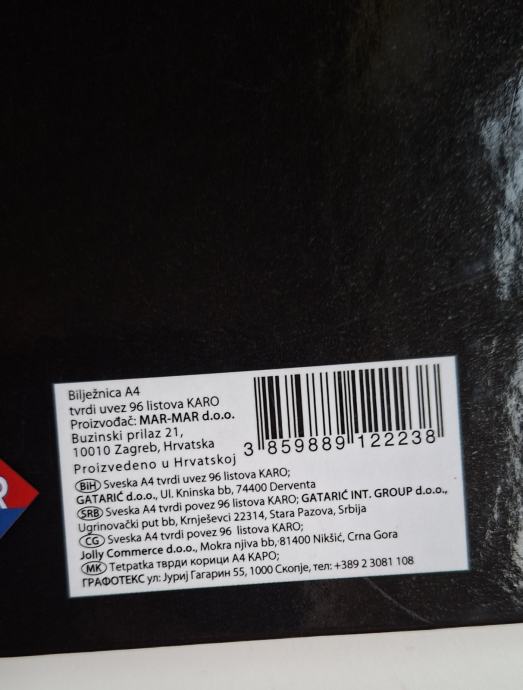 Bilježnica A4
tvrdi uvez 96 listova KARO
Proizvođač: MAR-MAR d.o.o.
Buzinski prilaz 21,
10010 Zagreb, Hrvatska
Proizvedeno u Hrvatskoj
3 859889 122238
BiH Sveska A4 tvrdi uvez 96 listova KARO;
GATARIĆ d.o.o., Ul. Kninska bb, 74400 Derventa
SRB Sveska A4 tvrdi povez 96 listova KARO; GATARIĆ INT. GROUP d.o.o.,
Ugrinovački put bb, Krnješevci 22314, Stara Pazova, Srbija
CG Sveska A4 tvrdi povez 96 listova KARO;
Jolly Commerce d.o.o., Mokra njiva bb, 81400 Nikšić, Crna Gora
MK Tetpatka тврди корици A4 КАРО;
ГРАФОТЕКС ул: Јуриј Гагарин 55, 1000 Скопје, тел: +389 2 3081 108
R